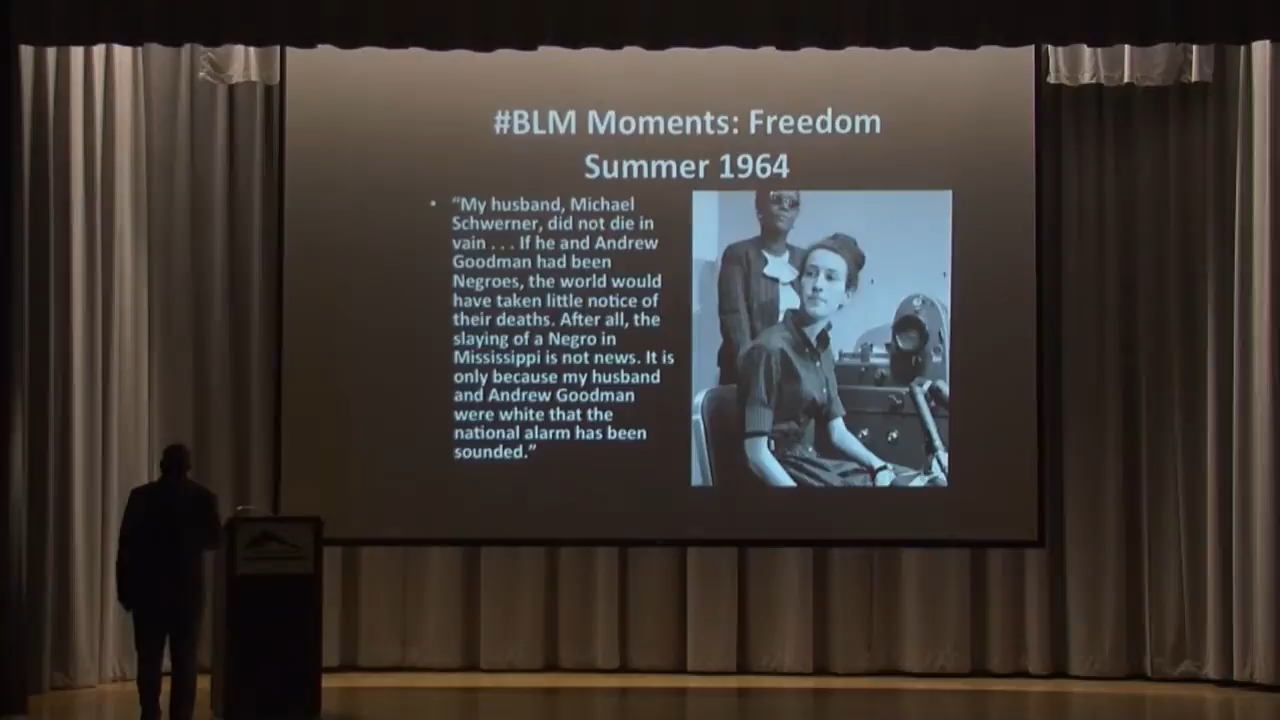 #BLM Moments: Freedom
Summer 1964
• “My husband, Michael
Schwerner, did not die in
vain . . . If he and Andrew
Goodman had been
Negroes, the world would
have taken little notice of
their deaths. After all, the
slaying of a Negro in
Mississippi is not news. It is
only because my husband
and Andrew Goodman
were white that the
national alarm has been
sounded.”